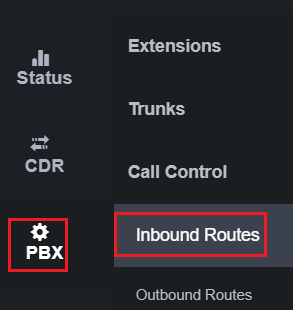 Status
CDR
PBX
Extensions
Trunks
Call Control
Inbound Routes
Outbound Routes